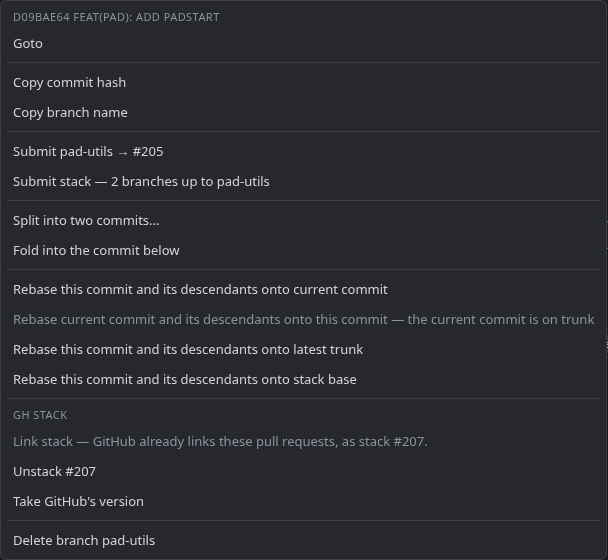 D09BAE64 FEAT(PAD): ADD PADSTART
Goto
Copy commit hash
Copy branch name
Submit pad-utils → #205
Submit stack — 2 branches up to pad-utils
Split into two commits…
Fold into the commit below
Rebase this commit and its descendants onto current commit
Rebase current commit and its descendants onto this commit — the current commit is on trunk
Rebase this commit and its descendants onto latest trunk
Rebase this commit and its descendants onto stack base
GH STACK
Link stack — GitHub already links these pull requests, as stack #207.
Unstack #207
Take GitHub's version
Delete branch pad-utils